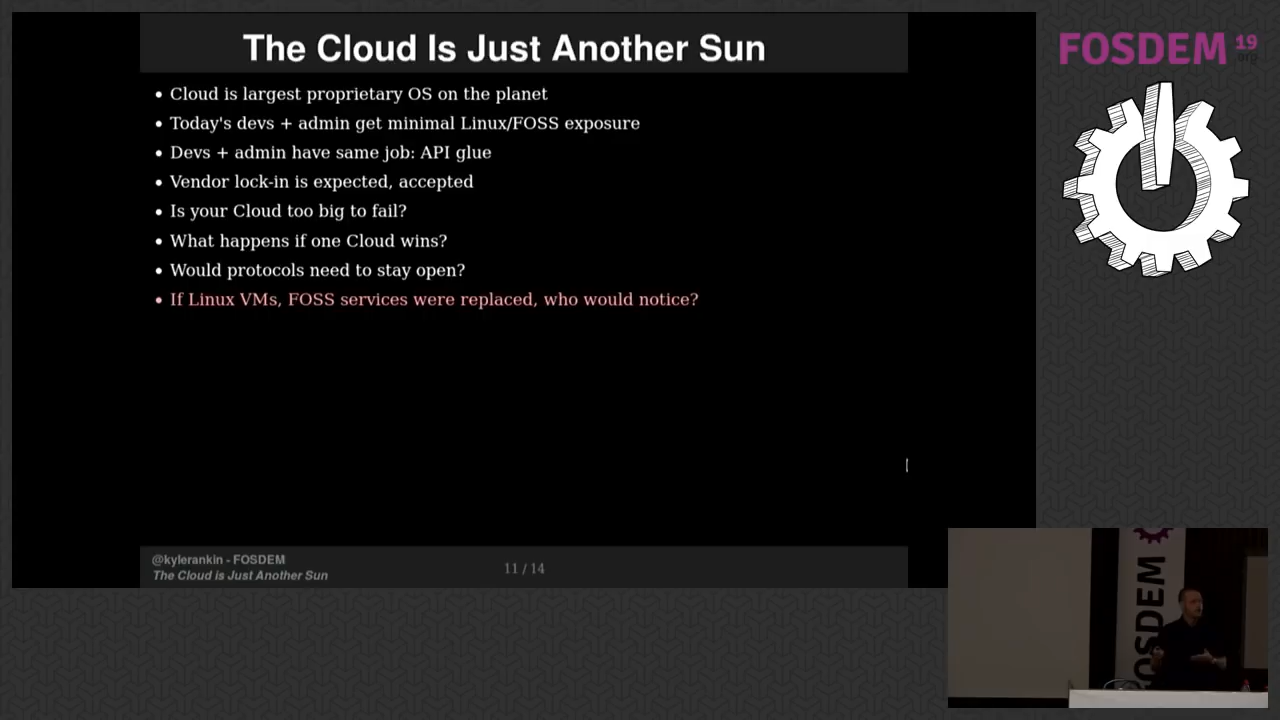 The Cloud Is Just Another Sun
• Cloud is largest proprietary OS on the planet
• Today's devs + admin get minimal Linux/FOSS exposure
• Devs + admin have same job: API glue
• Vendor lock-in is expected, accepted
• Is your Cloud too big to fail?
• What happens if one Cloud wins?
• Would protocols need to stay open?
• If Linux VMs, FOSS services were replaced, who would notice?
@kylerankin - FOSDEM
The Cloud is Just Another Sun
11 / 14
FOSDEM 19
.org
FOSDEM